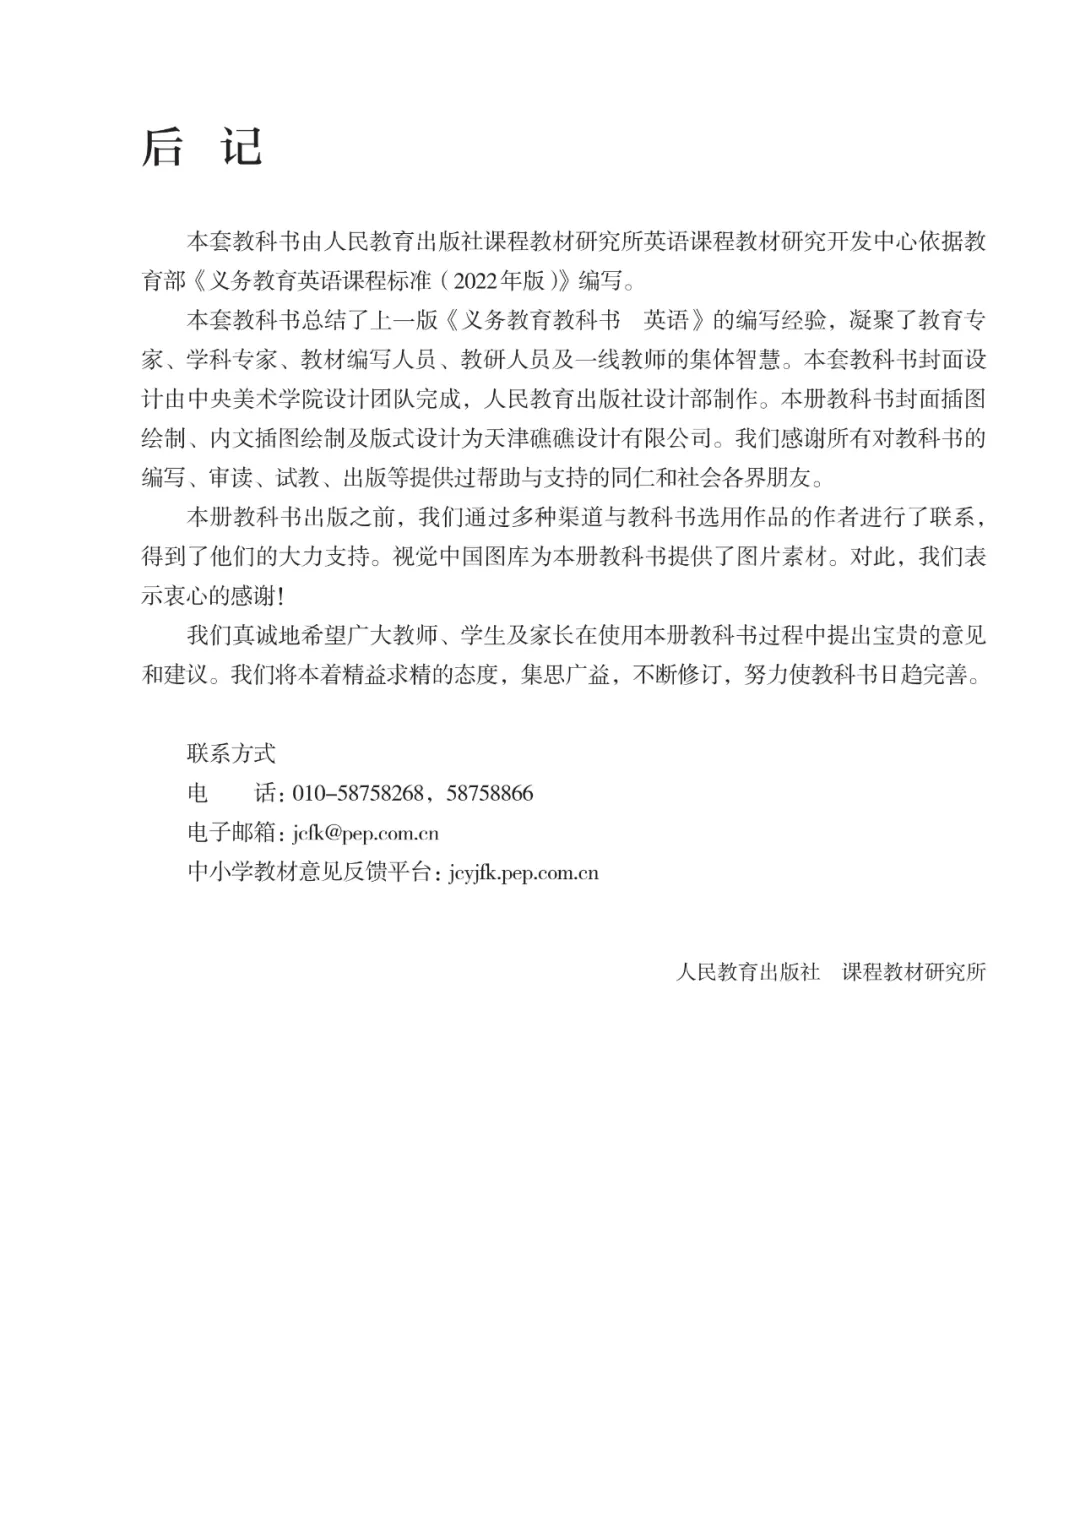 后 记
本套教科书由人民教育出版社课程教材研究所英语课程教材研究开发中心依据教
育部《义务教育英语课程标准（2022年版）》编写。
本套教科书总结了上一版《义务教育教科书 英语》的编写经验，凝聚了教育专
家、学科专家、教材编写人员、教研人员及一线教师的集体智慧。本套教科书封面设
计由中央美术学院设计团队完成，人民教育出版社设计部制作。本册教科书封面插图
绘制、内文插图绘制及版式设计为天津礁礁设计有限公司。我们感谢所有对教科书的
编写、审读、试教、出版等提供过帮助与支持的同仁和社会各界朋友。
本册教科书出版之前，我们通过多种渠道与教科书选用作品的作者进行了联系，
得到了他们的大力支持。视觉中国图库为本册教科书提供了图片素材。对此，我们表
示衷心的感谢！
我们真诚地希望广大教师、学生及家长在使用本册教科书过程中提出宝贵的意见
和建议。我们将本着精益求精的态度，集思广益，不断修订，努力使教科书日趋完善。
联系方式
电 话：010-58758268，58758866
电子邮箱：jcfk@pep.com.cn
中小学教材意见反馈平台：jcyjfk.pep.com.cn
人民教育出版社 课程教材研究所